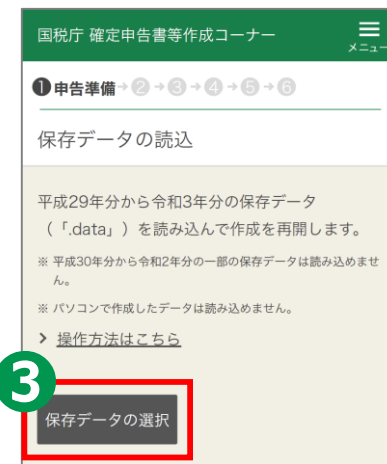 国税庁 確定申告書等作成コーナー
メニュー
❶申告準備→②→③→④→⑤→⑥
保存データの読込
平成29年分から令和3年分の保存データ
（「.data」）を読み込んで作成を再開します。
※ 平成30年分から令和2年分の一部の保存データは読み込めませ
ん。
※ パソコンで作成したデータは読み込めません。
> 操作方法はこちら
3
保存データの選択